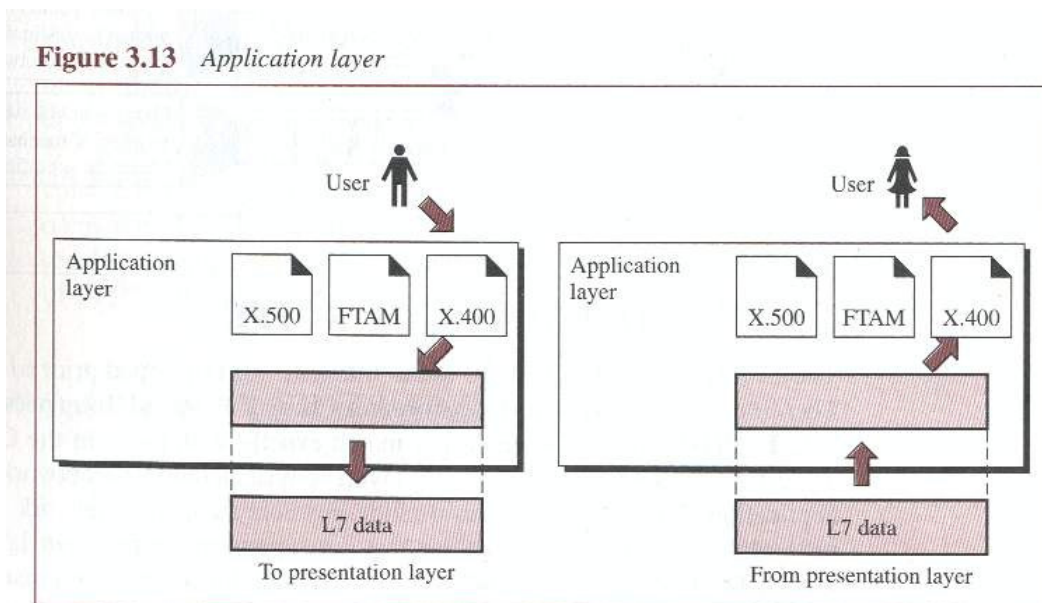 Figure 3.13 Application layer
User
Application
layer
X.500
FTAM
X.400
L7 data
To presentation layer
User
Application
layer
X.500
FTAM
X.400
L7 data
From presentation layer